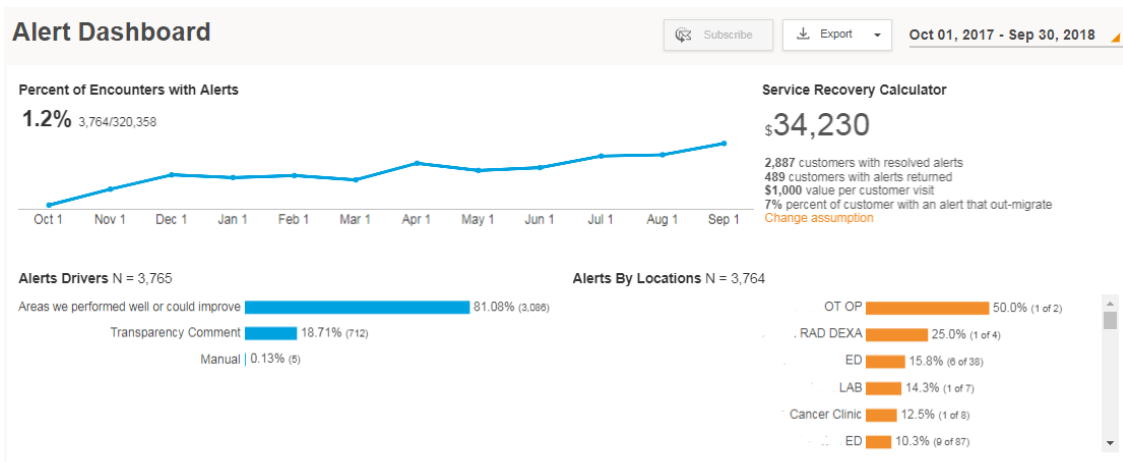 Alert Dashboard
Subscribe
Export
Oct 01, 2017 - Sep 30, 2018
Percent of Encounters with Alerts
1.2% 3,764/320,358
Oct 1 Nov 1 Dec 1 Jan 1 Feb 1 Mar 1 Apr 1 May 1 Jun 1 Jul 1 Aug 1 Sep 1
Service Recovery Calculator
$34,230
2,887 customers with resolved alerts
489 customers with alerts returned
$1,000 value per customer visit
7% percent of customer with an alert that out-migrate
Change assumption
Alerts Drivers N = 3,765
Areas we performed well or could improve 81.08% (3,086)
Transparency Comment 18.71% (712)
Manual 0.13% (5)
Alerts By Locations N = 3,764
OT OP 50.0% (1 of 2)
RAD DEXA 25.0% (1 of 4)
ED 15.8% (6 of 38)
LAB 14.3% (1 of 7)
Cancer Clinic 12.5% (1 of 8)
ED 10.3% (9 of 87)